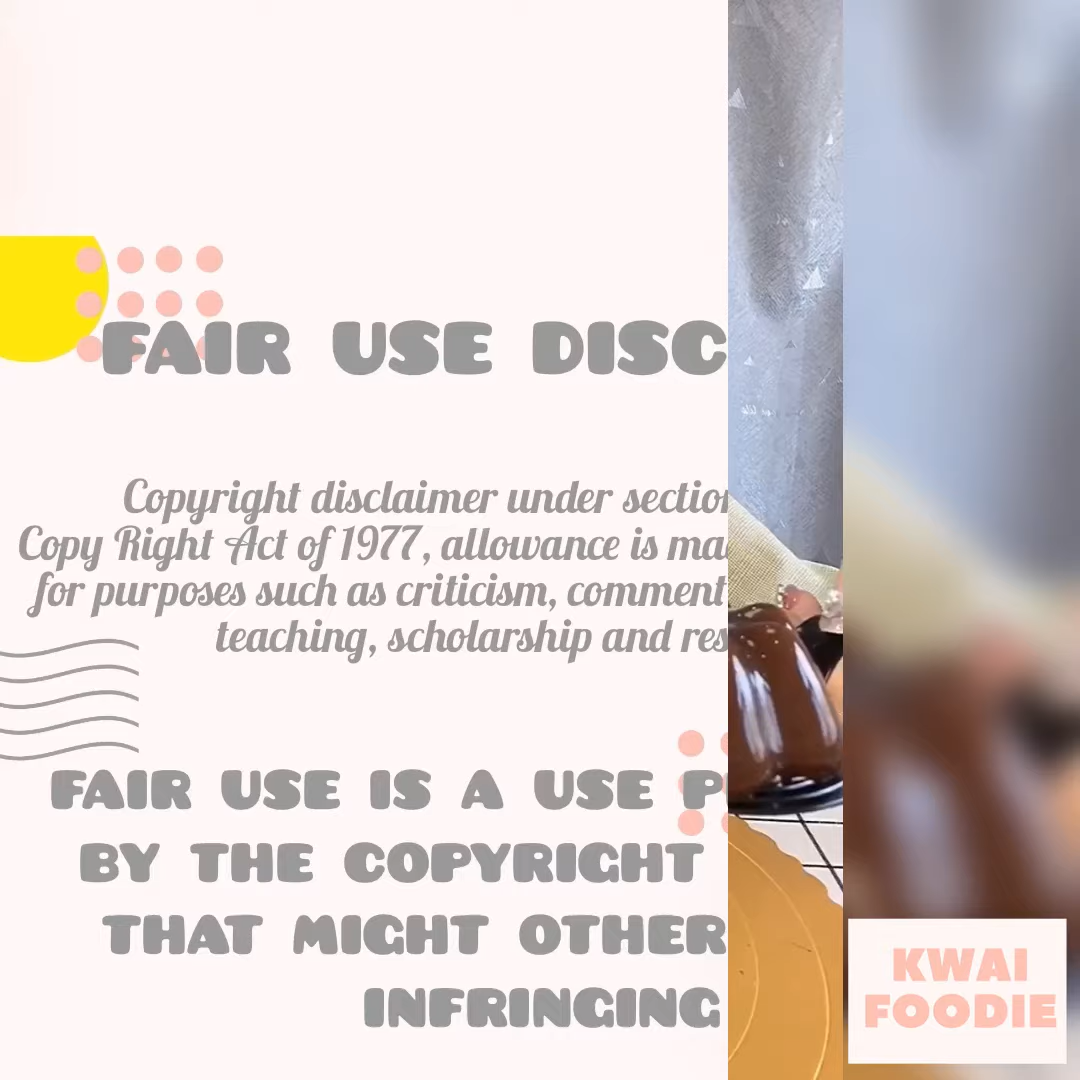 FAIR USE DISC
Copyright disclaimer under section
Copy Right Act of 1977, allowance is ma
for purposes such as criticism, comment
teaching, scholarship and res
FAIR USE IS A USE P
BY THE COPYRIGHT
THAT MIGHT OTHER
INFRINGING
KWAI
FOODIE